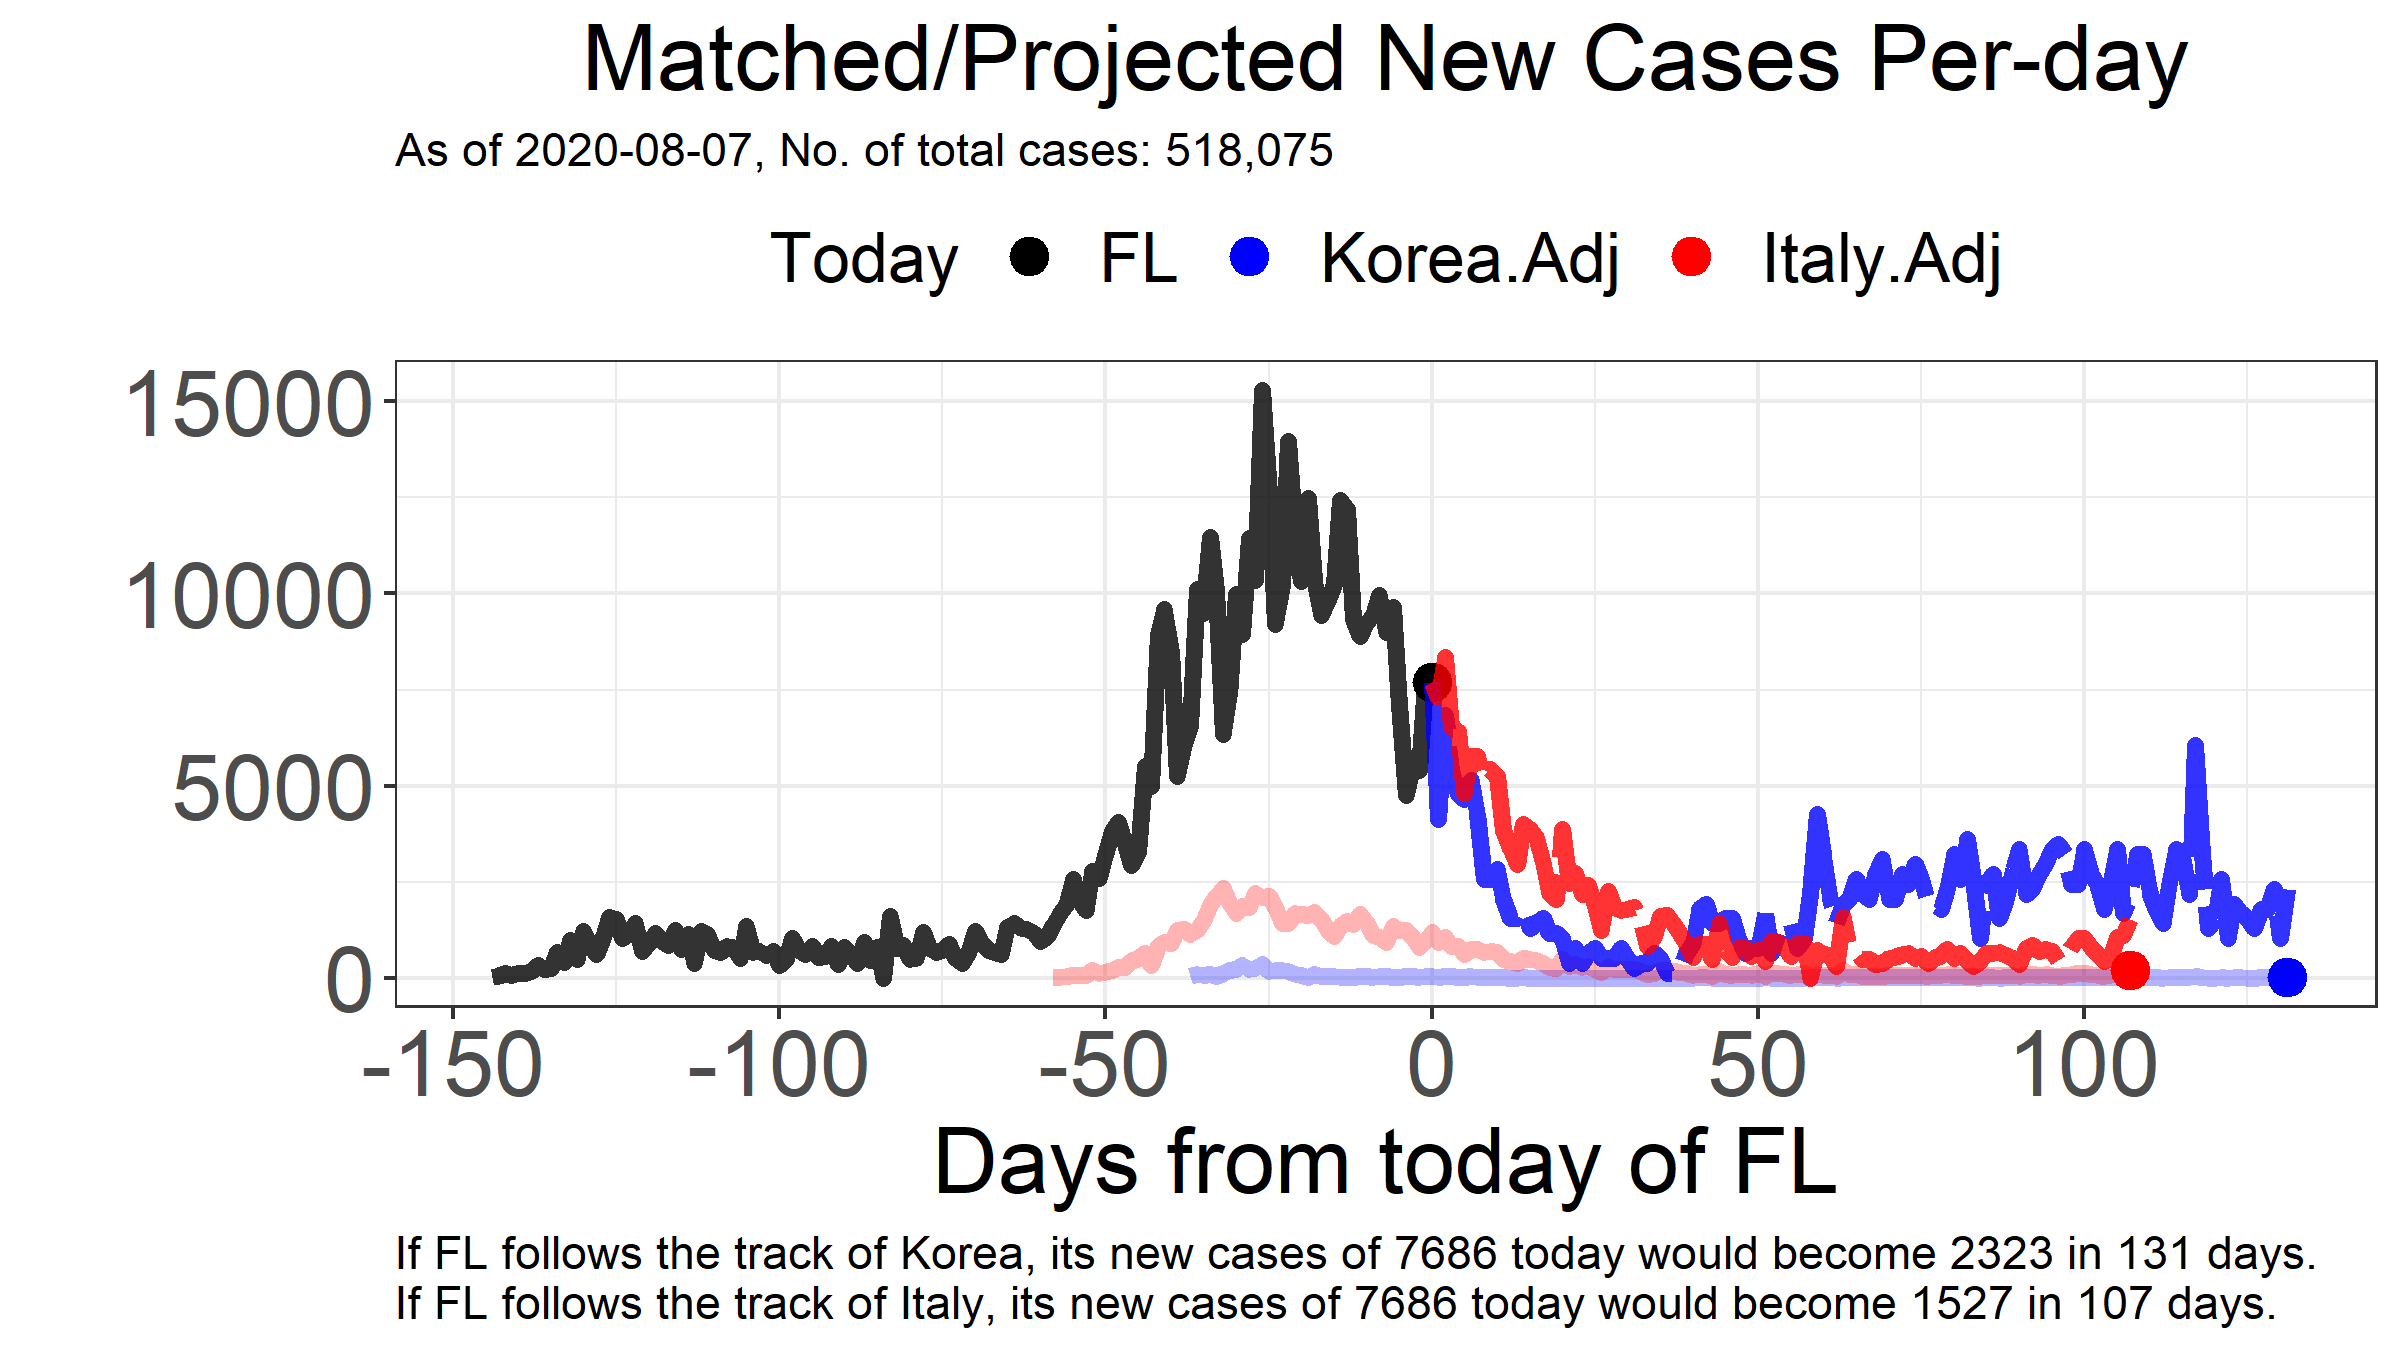 Matched/Projected New Cases Per-day
As of 2020-08-07, No. of total cases: 518,075
Today FL Korea.Adj Italy.Adj
15000
10000
5000
0
-150 -100 -50 0 50 100
Days from today of FL
If FL follows the track of Korea, its new cases of 7686 today would become 2323 in 131 days.
If FL follows the track of Italy, its new cases of 7686 today would become 1527 in 107 days.